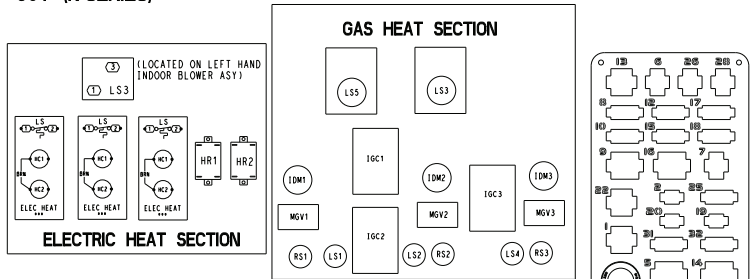 GAS HEAT SECTION
(LOCATED ON LEFT HAND
INDOOR BLOWER ASY)
3
1 LS3
LS
1 2
HC1
BRN
HC2
ELEC HEAT
***
LS
1 2
HC1
BRN
HC2
ELEC HEAT
***
LS
1 2
HC1
BRN
HC2
ELEC HEAT
***
HR1
HR2
ELECTRIC HEAT SECTION
LS5
LS3
IGC1
IDM1
IDM2
IGC3
IDM3
MGV1
MGV2
MGV3
IGC2
RS1
LS1
LS2
RS2
LS4
RS3
13 6 26 28
8 12 17
10 15 18
9 16 7
22 2 25
20 19
1 31 32
5 14